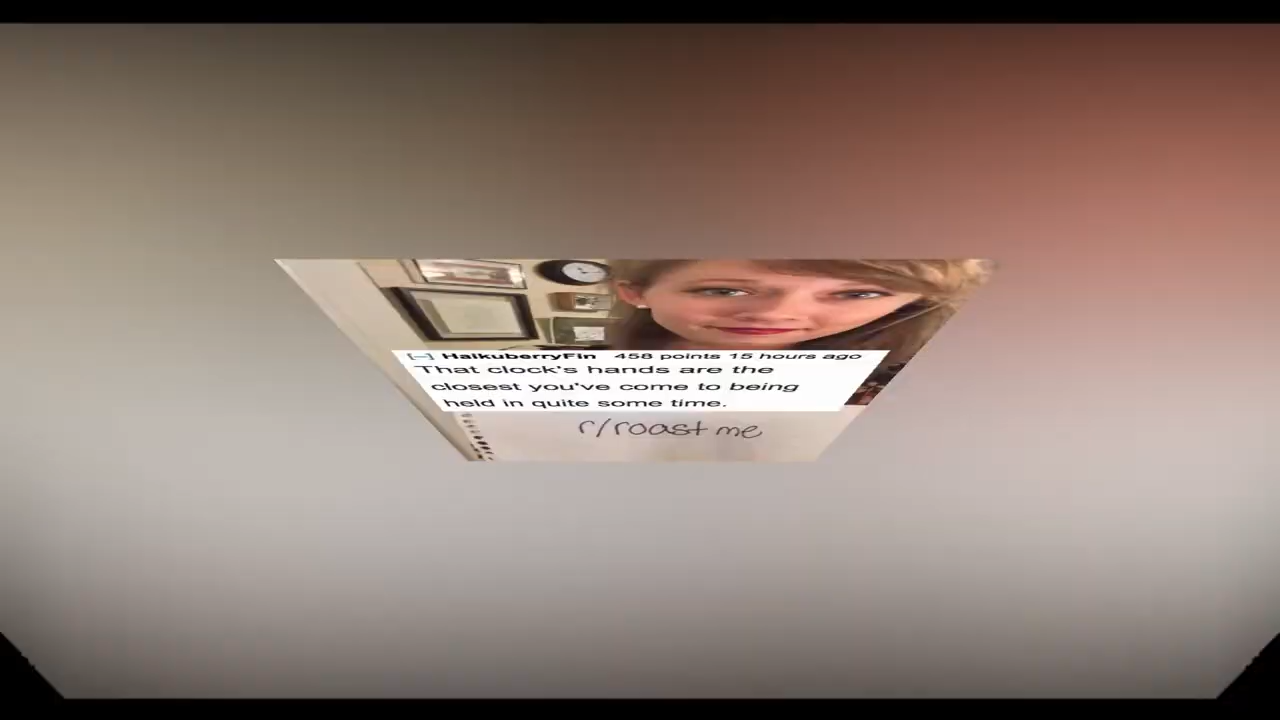 [–] HaikuberryFin 458 points 15 hours ago
That clock's hands are the
closest you've come to being
held in quite some time.
r/roast me